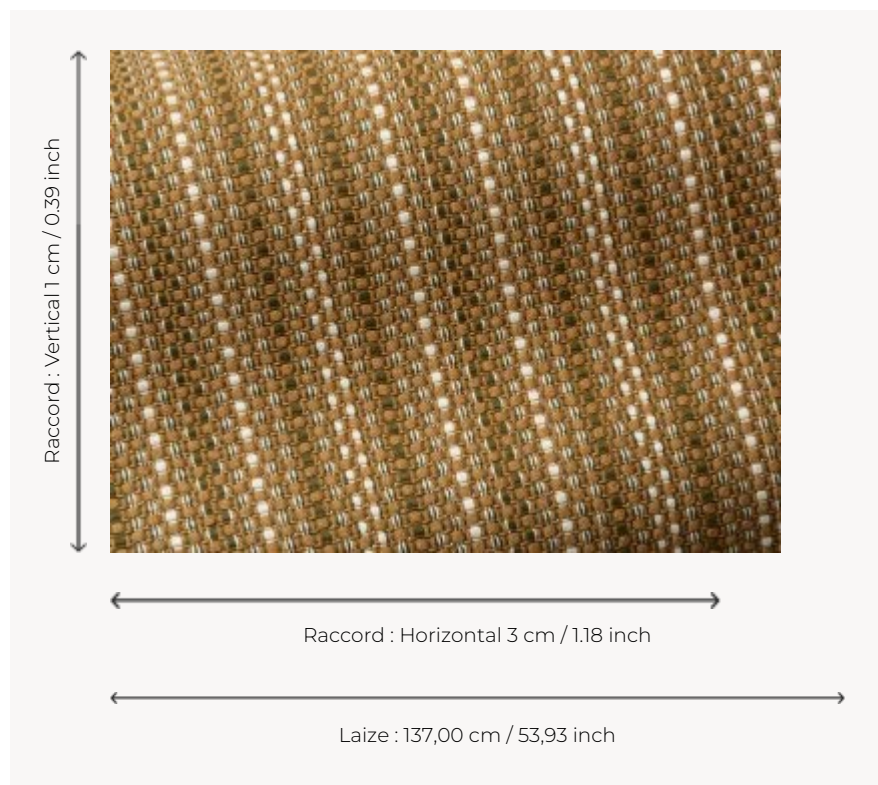 Raccord : Vertical 1 cm / 0.39 inch
Raccord : Horizontal 3 cm / 1.18 inch
Laize : 137,00 cm / 53,93 inch